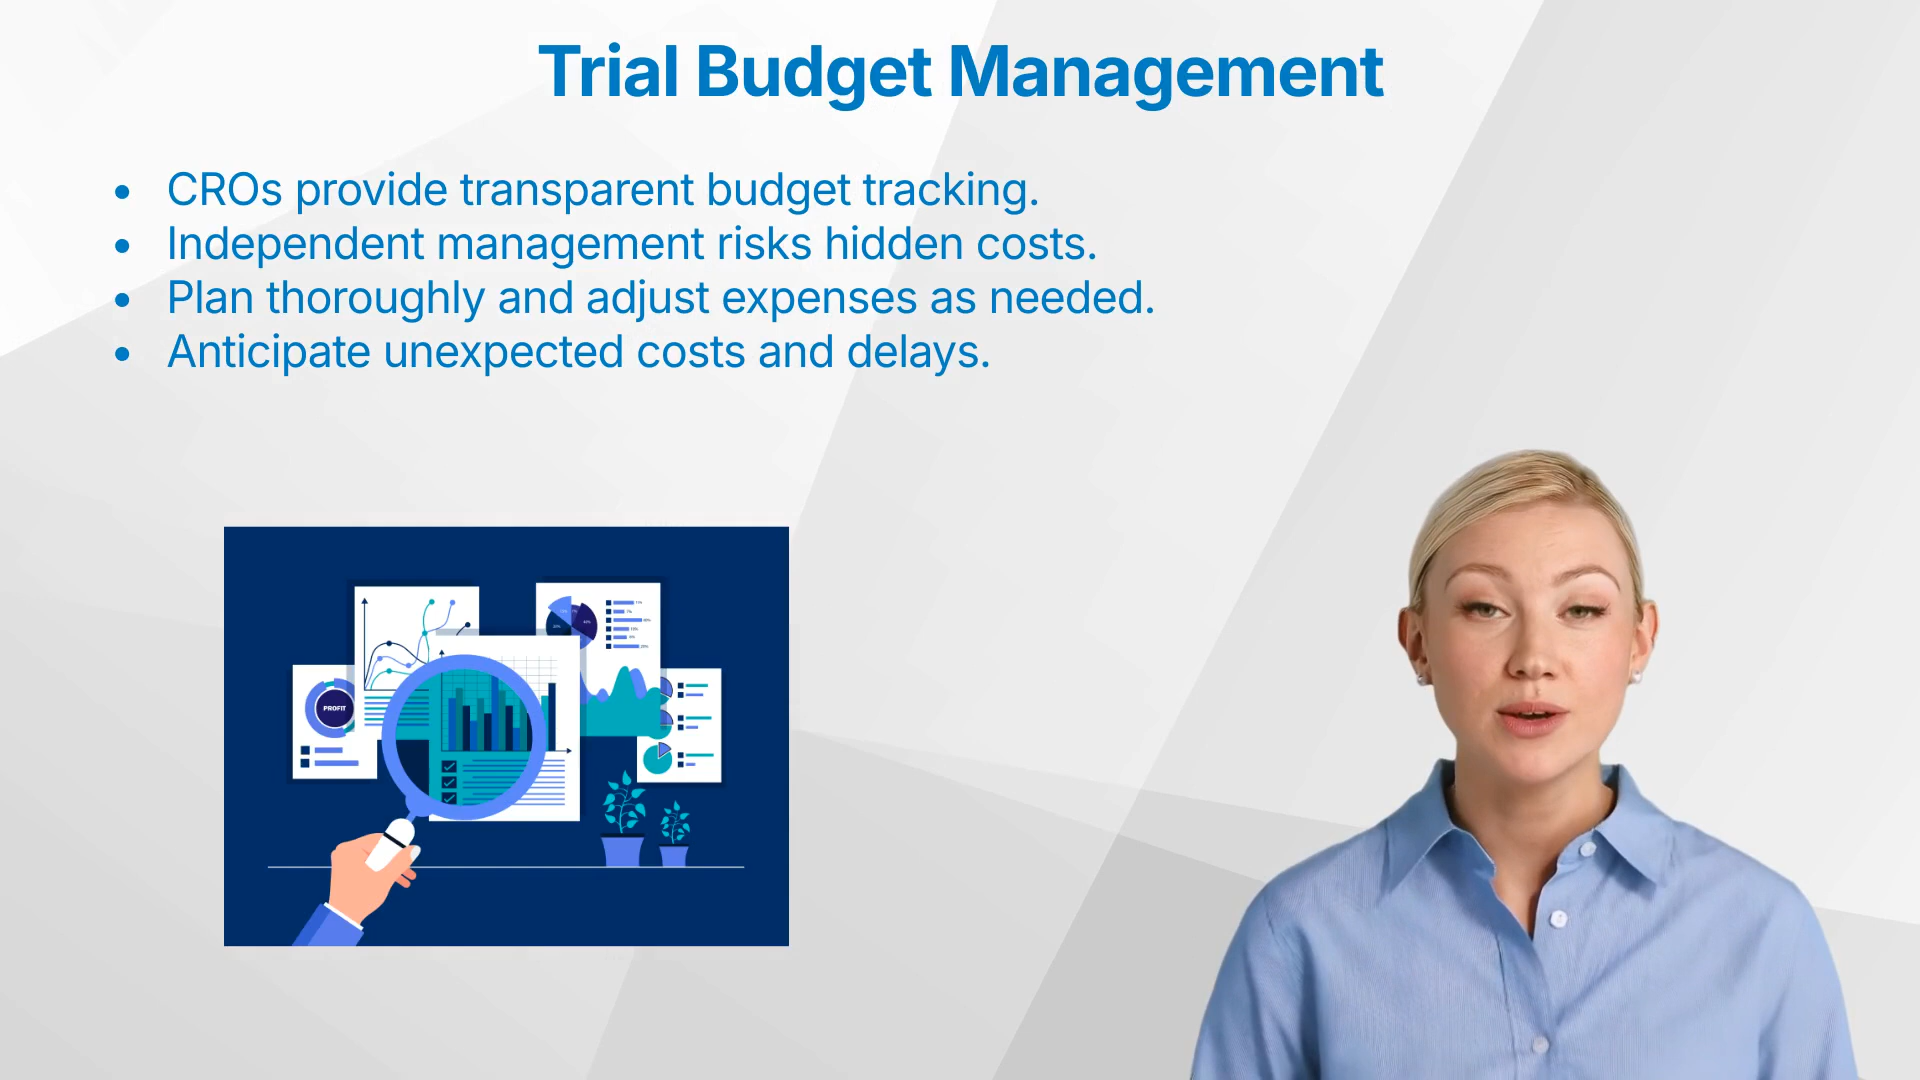 Trial Budget Management
• CROs provide transparent budget tracking.
• Independent management risks hidden costs.
• Plan thoroughly and adjust expenses as needed.
• Anticipate unexpected costs and delays.
PROFIT